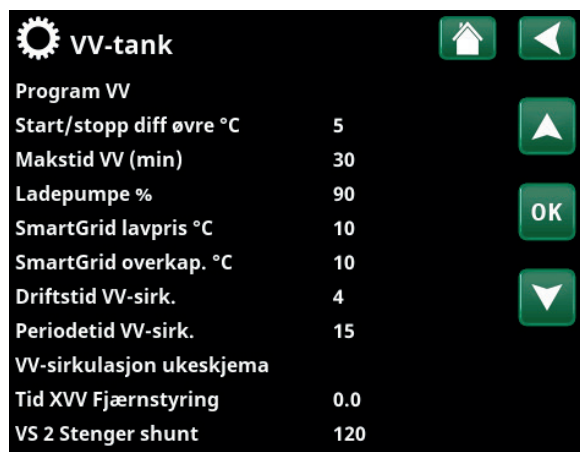 VV-tank
Program VV
Start/stopp diff øvre °C 5
Makstid VV (min) 30
Ladepumpe % 90
OK
SmartGrid lavpris °C 10
SmartGrid overkap. °C 10
Driftstid VV-sirk. 4
Periodetid VV-sirk. 15
VV-sirkulasjon ukeskjema
Tid XVV Fjærnstyring 0.0
VS 2 Stenger shunt 120